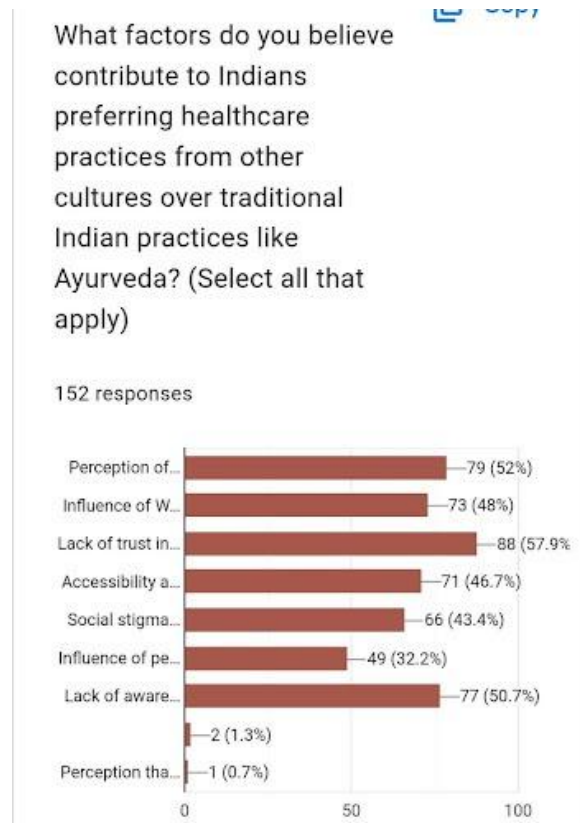 Copy
What factors do you believe
contribute to Indians
preferring healthcare
practices from other
cultures over traditional
Indian practices like
Ayurveda? (Select all that
apply)
152 responses
Perception of... 79 (52%)
Influence of W... 73 (48%)
Lack of trust in... 88 (57.9%
Accessibility a... 71 (46.7%)
Social stigma... 66 (43.4%)
Influence of pe... 49 (32.2%)
Lack of aware... 77 (50.7%)
2 (1.3%)
Perception tha... 1 (0.7%)
0 50 100